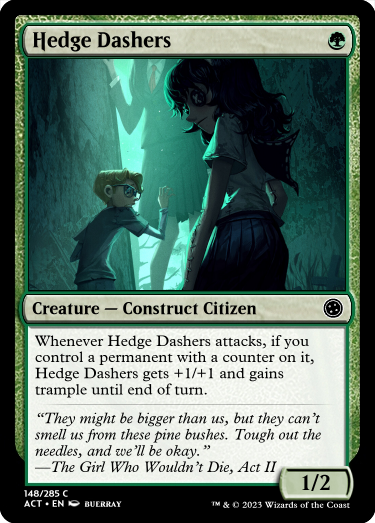 Hedge Dashers
Creature — Construct Citizen
Whenever Hedge Dashers attacks, if you
control a permanent with a counter on it,
Hedge Dashers gets +1/+1 and gains
trample until end of turn.
“They might be bigger than us, but they can’t
smell us from these pine bushes. Tough out the
needles, and we’ll be okay.”
—The Girl Who Wouldn’t Die, Act II
1/2
148/285 C
ACT • EN BUERRAY
™ & © 2023 Wizards of the Coast